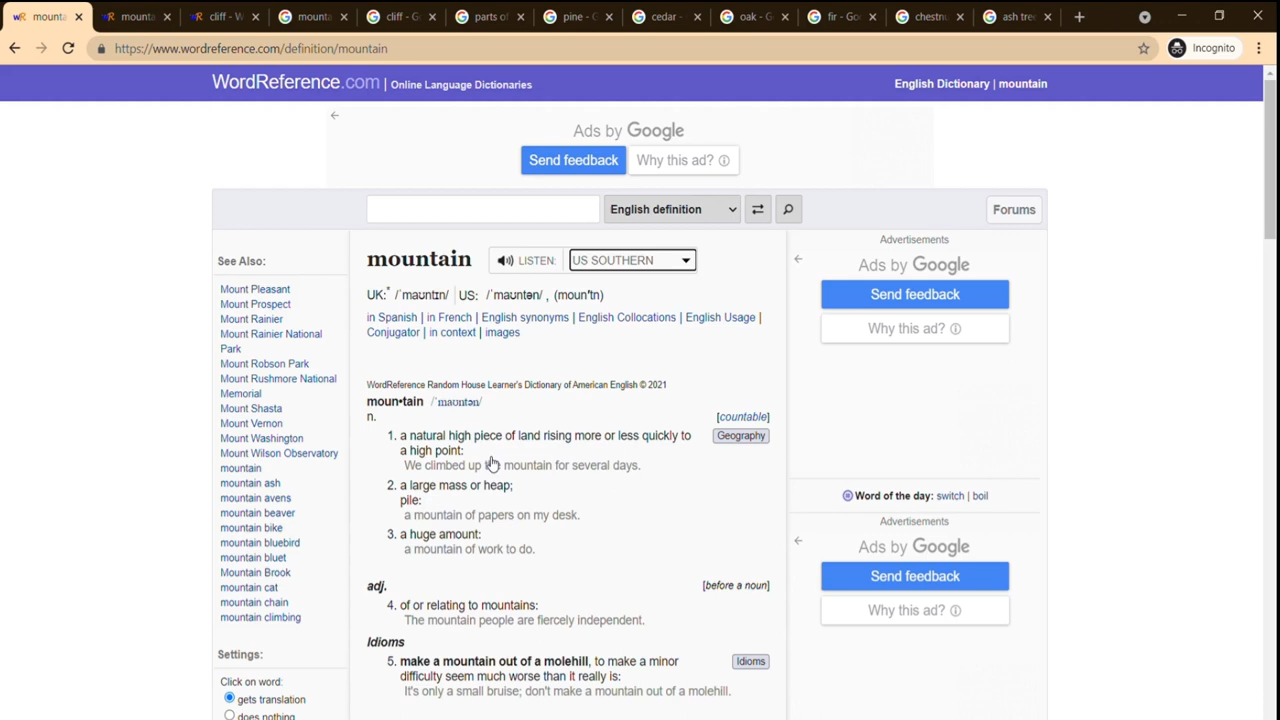 mounta
mounta
cliff - W
mounta
cliff - G
parts of
pine - G
cedar -
oak - G
fir - Goo
chestnu
ash tree
https://www.wordreference.com/definition/mountain
Incognito
WordReference.com | Online Language Dictionaries
English Dictionary | mountain
Ads by Google
Send feedback
Why this ad?
English definition
Forums
See Also:
Mount Pleasant
Mount Prospect
Mount Rainier
Mount Rainier National
Park
Mount Robson Park
Mount Rushmore National
Memorial
Mount Shasta
Mount Vernon
Mount Washington
Mount Wilson Observatory
mountain
mountain ash
mountain avens
mountain beaver
mountain bike
mountain bluebird
mountain bluet
Mountain Brook
mountain cat
mountain chain
mountain climbing
Settings:
Click on word:
gets translation
does nothing
mountain
LISTEN:
US SOUTHERN
UK:* /ˈmaʊntɪn/ US: /ˈmaʊntən/ , (moun′tn)
in Spanish | in French | English synonyms | English Collocations | English Usage |
Conjugator | in context | images
WordReference Random House Learner's Dictionary of American English © 2021
moun•tain /ˈmaʊntən/
n. [countable]
1. a natural high piece of land rising more or less quickly to
a high point:
Geography
We climbed up mountain for several days.
2. a large mass or heap;
pile:
a mountain of papers on my desk.
3. a huge amount:
a mountain of work to do.
adj. [before a noun]
4. of or relating to mountains:
The mountain people are fiercely independent.
Idioms
5. make a mountain out of a molehill, to make a minor
difficulty seem much worse than it really is:
Idioms
It's only a small bruise; don't make a mountain out of a molehill.
Advertisements
Ads by Google
Send feedback
Why this ad?
Word of the day: switch | boil
Advertisements
Ads by Google
Send feedback
Why this ad?